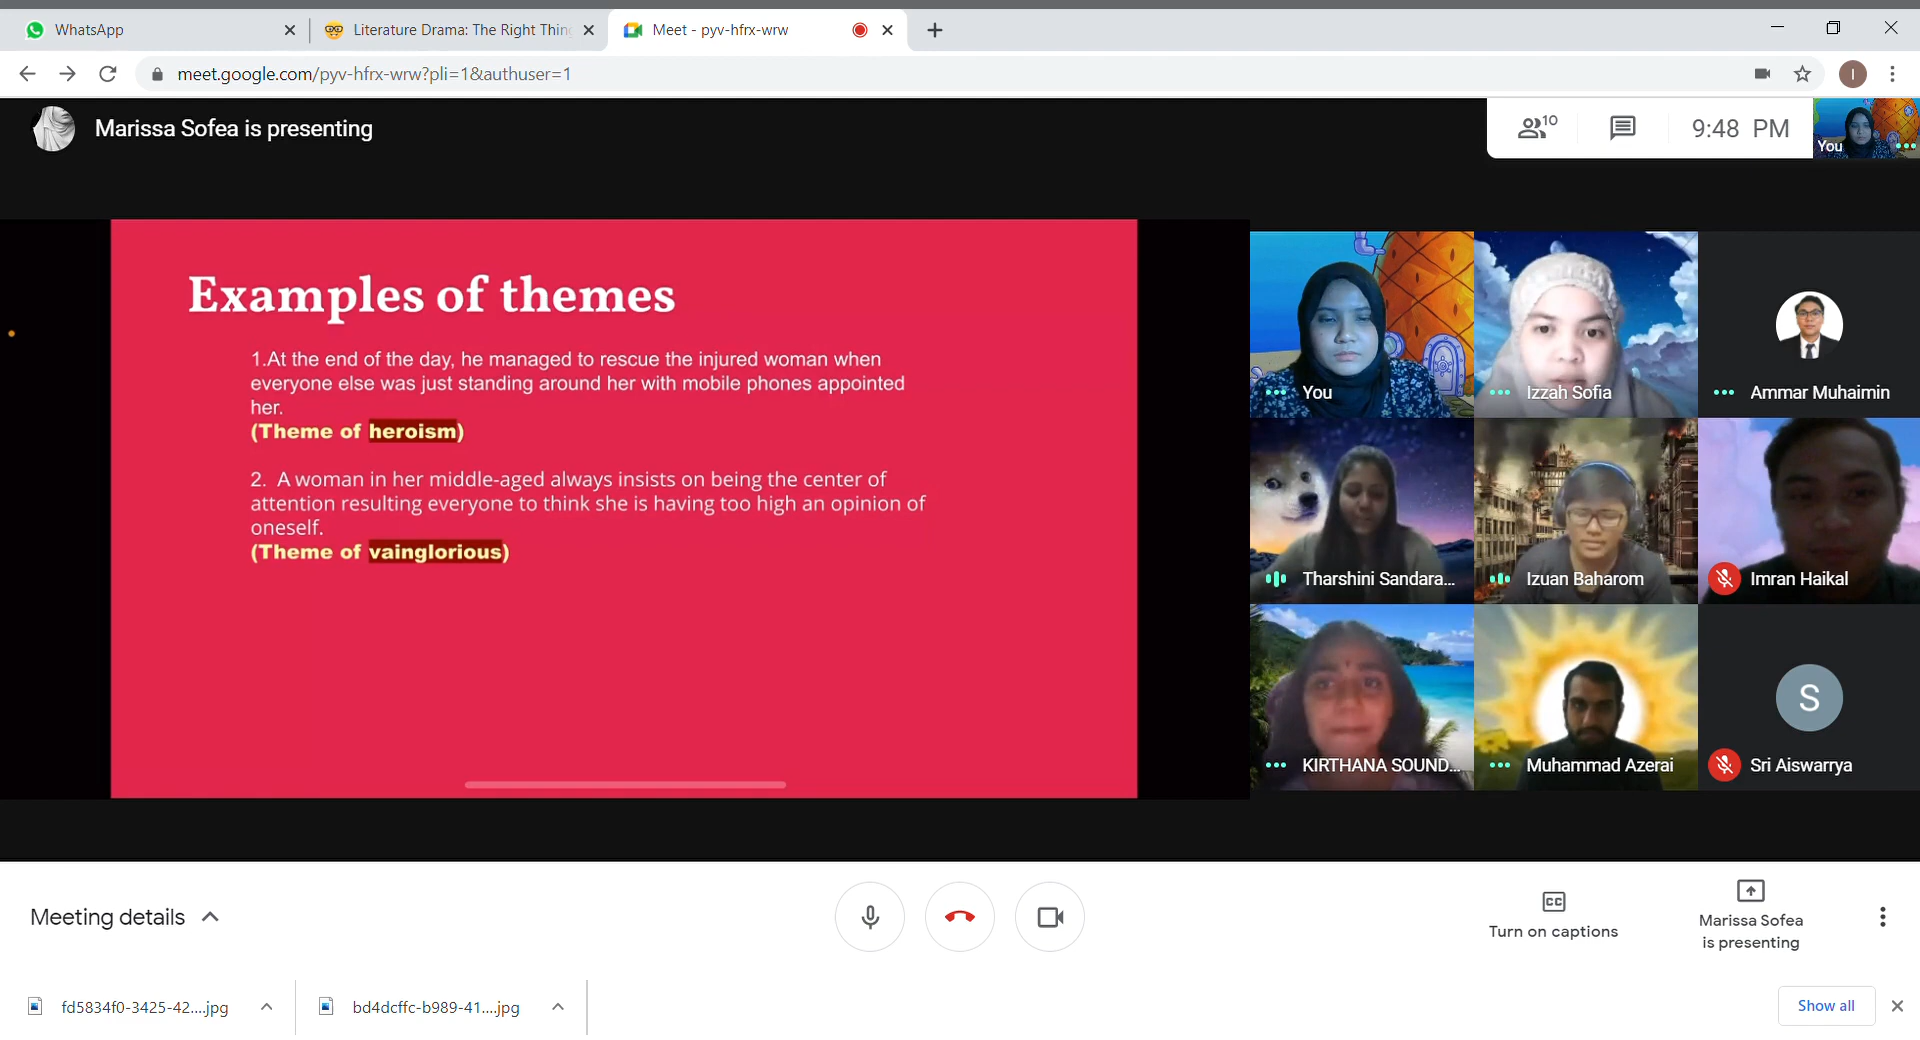 WhatsApp
Literature Drama: The Right Thin
Meet - pyv-hfrx-wrw
meet.google.com/pyv-hfrx-wrw?pli=1&authuser=1
I
Marissa Sofea is presenting
10
9:48 PM
You
Examples of themes
1.At the end of the day, he managed to rescue the injured woman when
everyone else was just standing around her with mobile phones appointed
her.
(Theme of heroism)
2. A woman in her middle-aged always insists on being the center of
attention resulting everyone to think she is having too high an opinion of
oneself.
(Theme of vainglorious)
You
Izzah Sofia
Ammar Muhaimin
Tharshini Sandara...
Izuan Baharom
Imran Haikal
KIRTHANA SOUND...
Muhammad Azerai
S
Sri Aiswarrya
Meeting details
CC
Turn on captions
Marissa Sofea
is presenting
fd5834f0-3425-42....jpg
bd4dcffc-b989-41....jpg
Show all